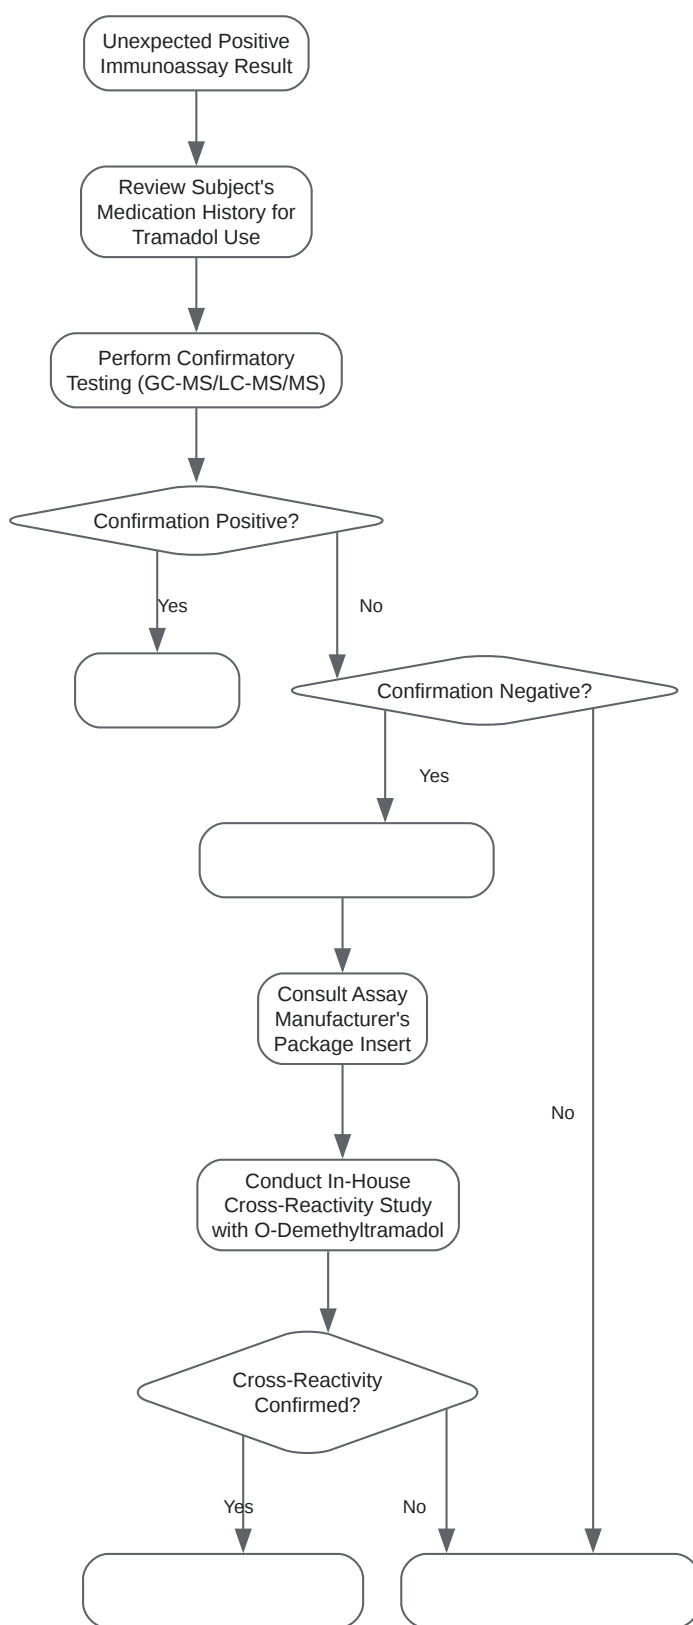 Unexpected Positive
Immunoassay Result
Review Subject's
Medication History for
Tramadol Use
Perform Confirmatory
Testing (GC-MS/LC-MS/MS)
Confirmation Positive?
Yes
No
Confirmation Negative?
Yes
Consult Assay
Manufacturer's
Package Insert
No
Conduct In-House
Cross-Reactivity Study
with O-Demethyltramadol
Cross-Reactivity
Confirmed?
Yes
No